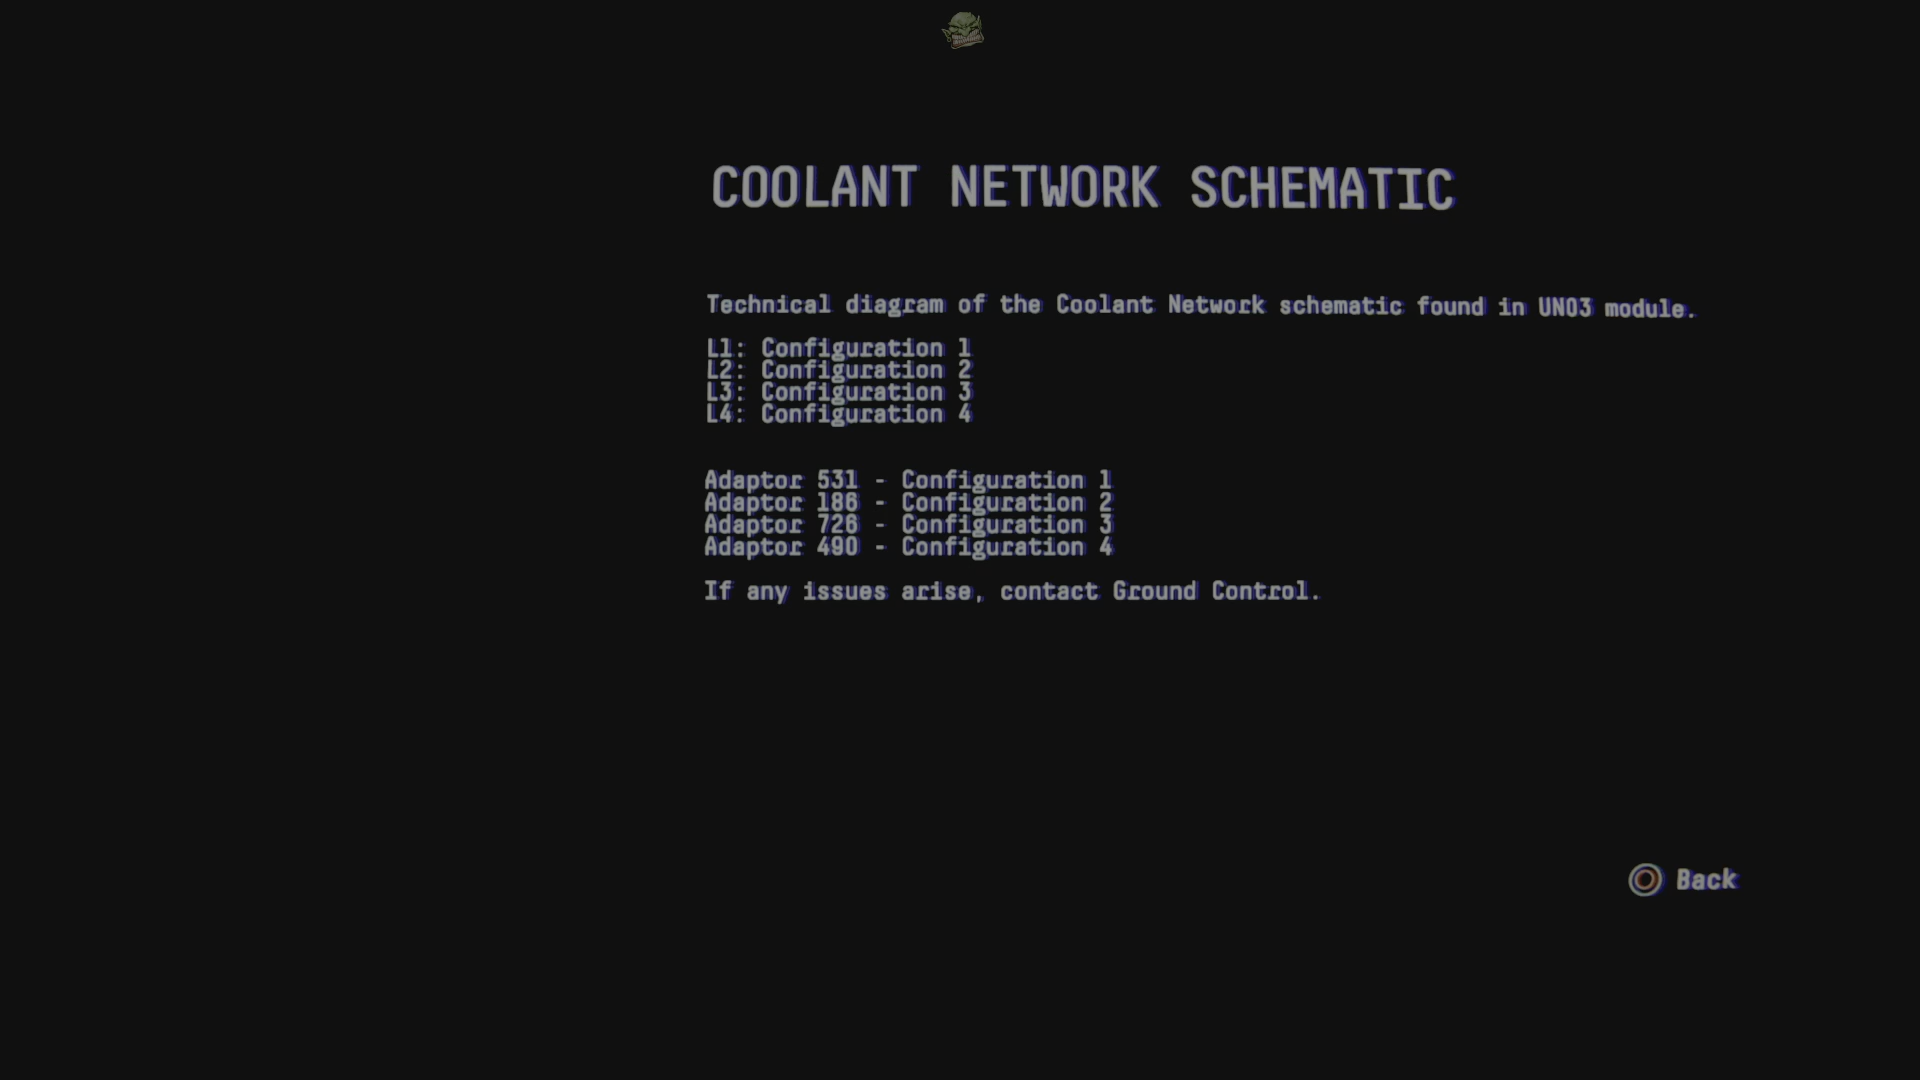 COOLANT NETWORK SCHEMATIC
Technical diagram of the Coolant Network schematic found in UNO3 module.
L1: Configuration 1
L2: Configuration 2
L3: Configuration 3
L4: Configuration 4
Adaptor 531 - Configuration 1
Adaptor 186 - Configuration 2
Adaptor 726 - Configuration 3
Adaptor 490 - Configuration 4
If any issues arise, contact Ground Control.
Back